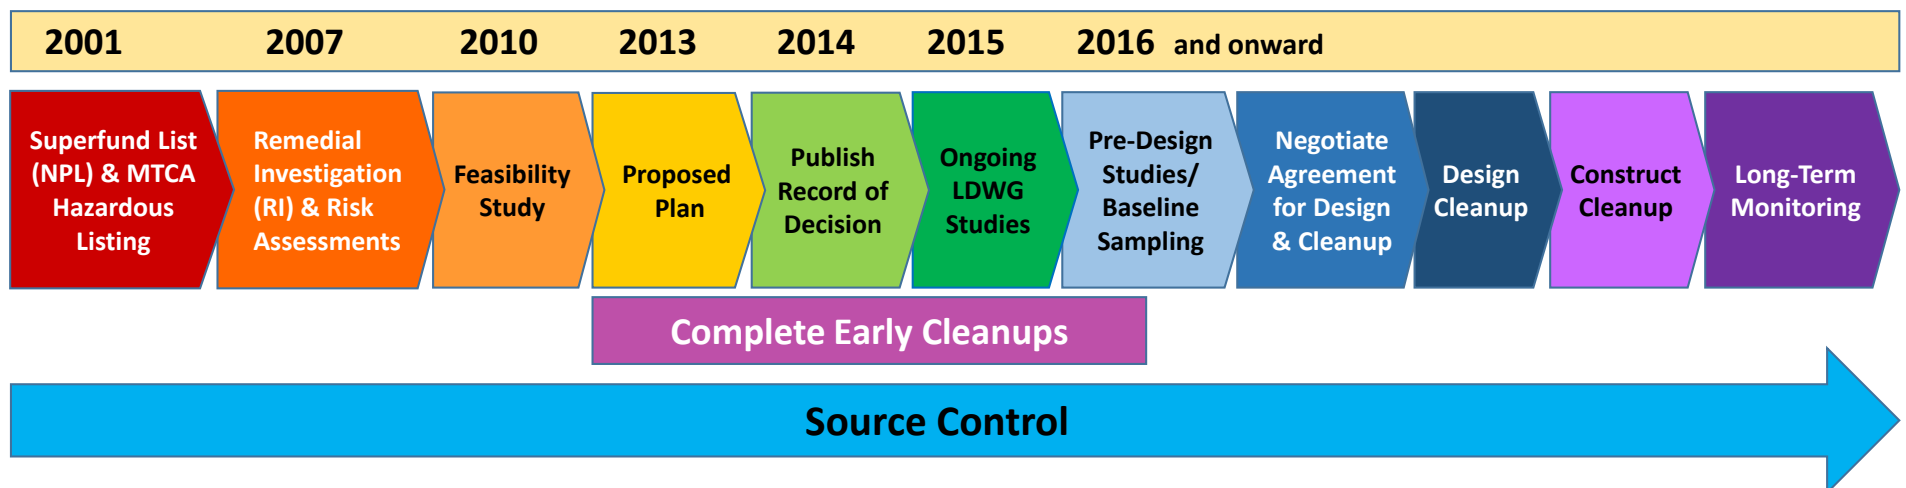 2001 2007 2010 2013 2014 2015 2016 and onward
Superfund List
(NPL) & MTCA
Hazardous
Listing
Remedial
Investigation
(RI) & Risk
Assessments
Feasibility
Study
Proposed
Plan
Publish
Record of
Decision
Ongoing
LDWG
Studies
Pre-Design
Studies/
Baseline
Sampling
Negotiate
Agreement
for Design
& Cleanup
Design
Cleanup
Construct
Cleanup
Long-Term
Monitoring
Complete Early Cleanups
Source Control